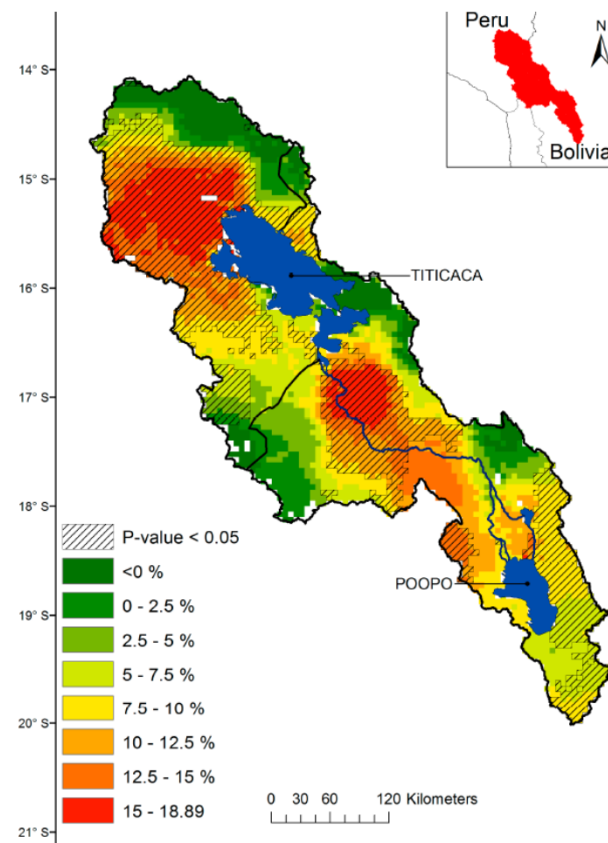 Peru
N
Bolivia
14° S
15° S
16° S
17° S
18° S
19° S
20° S
21° S
TITICACA
POOPO
P-value < 0.05
<0 %
0 - 2.5 %
2.5 - 5 %
5 - 7.5 %
7.5 - 10 %
10 - 12.5 %
12.5 - 15 %
15 - 18.89
0 30 60 120 Kilometers